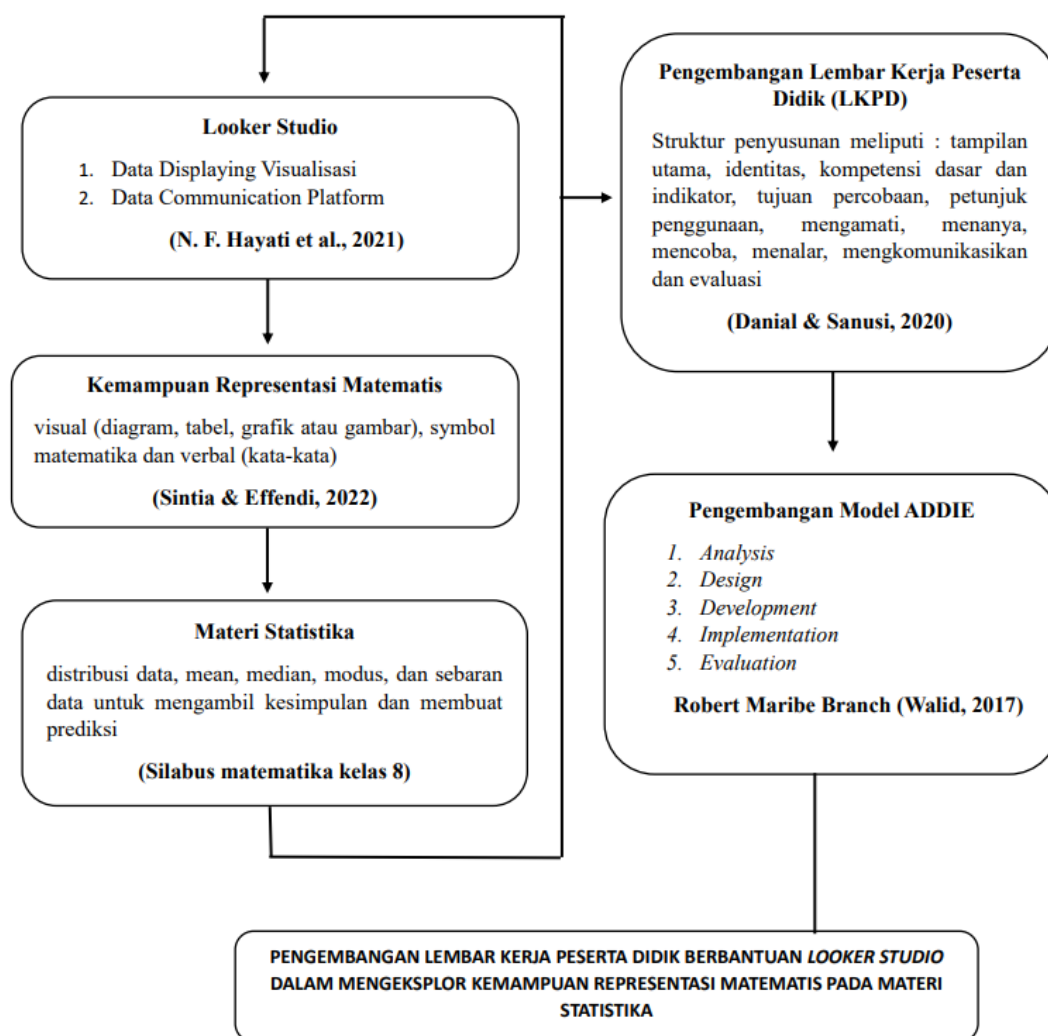 Looker Studio
1. Data Displaying Visualisasi
2. Data Communication Platform
(N. F. Hayati et al., 2021)
Kemampuan Representasi Matematis
visual (diagram, tabel, grafik atau gambar), symbol
matematika dan verbal (kata-kata)
(Sintia & Effendi, 2022)
Materi Statistika
distribusi data, mean, median, modus, dan sebaran
data untuk mengambil kesimpulan dan membuat
prediksi
(Silabus matematika kelas 8)
Pengembangan Lembar Kerja Peserta
Didik (LKPD)
Struktur penyusunan meliputi : tampilan
utama, identitas, kompetensi dasar dan
indikator, tujuan percobaan, petunjuk
penggunaan, mengamati, menanya,
mencoba, menalar, mengkomunikasikan
dan evaluasi
(Danial & Sanusi, 2020)
Pengembangan Model ADDIE
1. Analysis
2. Design
3. Development
4. Implementation
5. Evaluation
Robert Maribe Branch (Walid, 2017)
PENGEMBANGAN LEMBAR KERJA PESERTA DIDIK BERBANTUAN LOOKER STUDIO
DALAM MENGEKSPLOR KEMAMPUAN REPRESENTASI MATEMATIS PADA MATERI
STATISTIKA